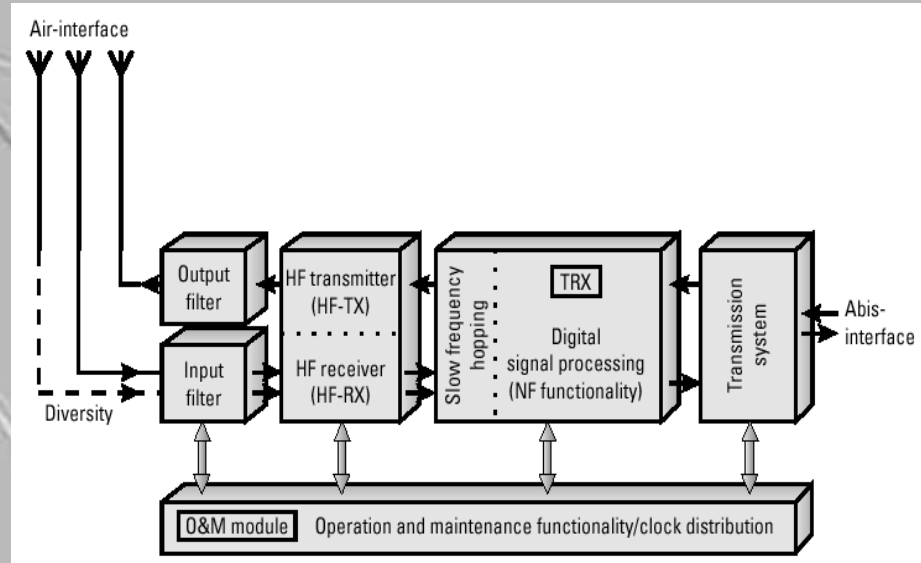 Air-interface
Output
filter
HF transmitter
(HF-TX)
Input
filter
HF receiver
(HF-RX)
Diversity
Slow frequency
hopping
TRX
Digital
signal processing
(NF functionality)
Transmission
system
Abis-
interface
O&M module
Operation and maintenance functionality/clock distribution